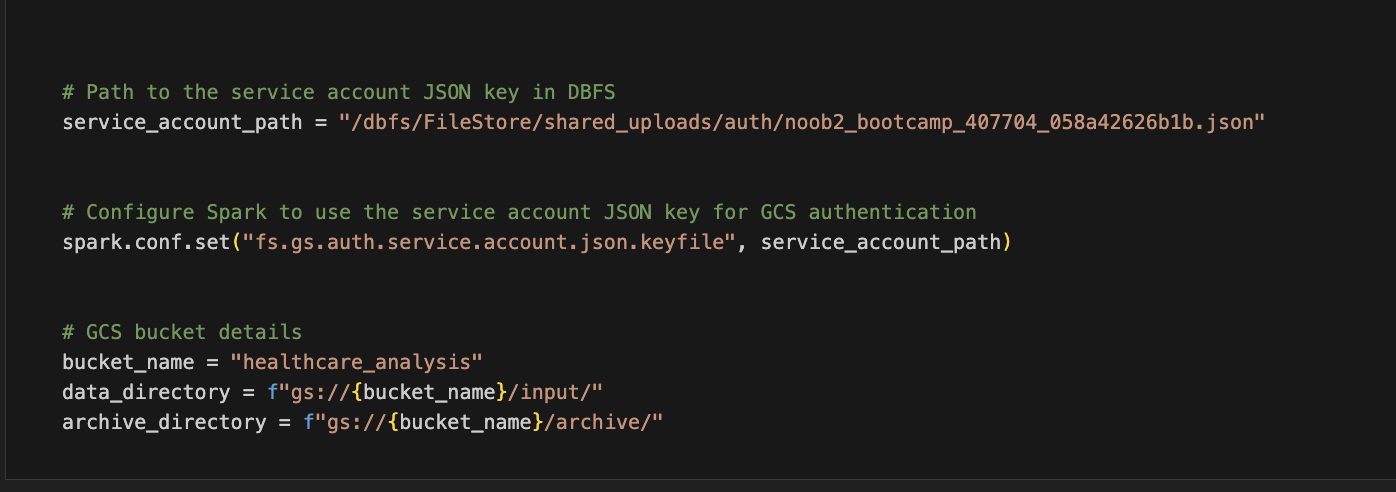 # Path to the service account JSON key in DBFS
service_account_path = "/dbfs/FileStore/shared_uploads/auth/noob2_bootcamp_407704_058a42626b1b.json"
# Configure Spark to use the service account JSON key for GCS authentication
spark.conf.set("fs.gs.auth.service.account.json.keyfile", service_account_path)
# GCS bucket details
bucket_name = "healthcare_analysis"
data_directory = f"gs://{bucket_name}/input/"
archive_directory = f"gs://{bucket_name}/archive/"